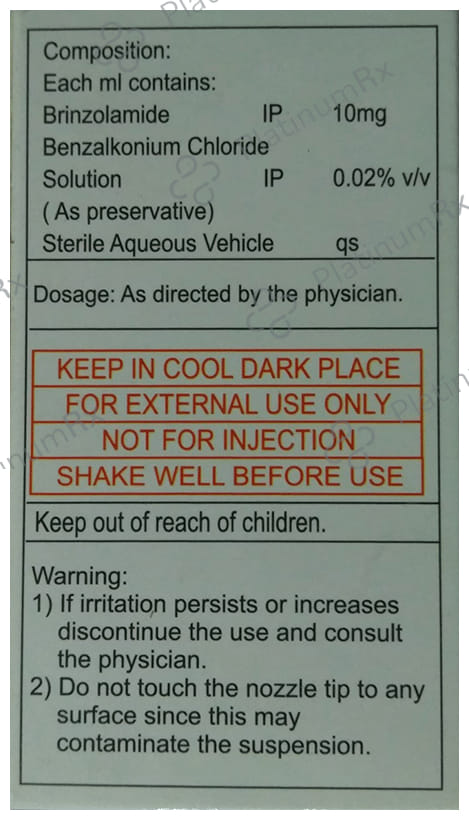 Composition:
Each ml contains:
Brinzolamide IP 10mg
Benzalkonium Chloride
Solution IP 0.02% v/v
( As preservative)
Sterile Aqueous Vehicle qs
Dosage: As directed by the physician.
KEEP IN COOL DARK PLACE
FOR EXTERNAL USE ONLY
NOT FOR INJECTION
SHAKE WELL BEFORE USE
Keep out of reach of children.
Warning:
1) If irritation persists or increases
discontinue the use and consult
the physician.
2) Do not touch the nozzle tip to any
surface since this may
contaminate the suspension.
PlatinumRx
PlatinumRx